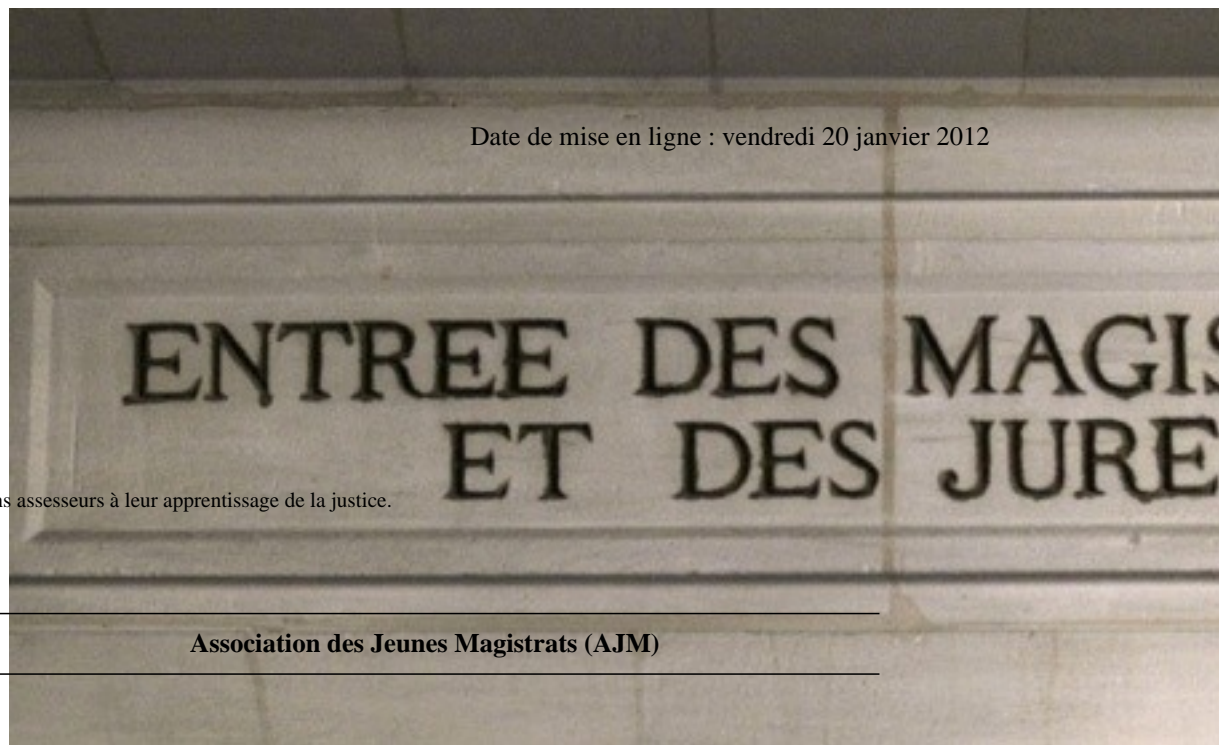 Date de mise en ligne : vendredi 20 janvier 2012
ENTREE DES MAGIS
ET DES JURE
assesseurs à leur apprentissage de la justice.
Association des Jeunes Magistrats (AJM)